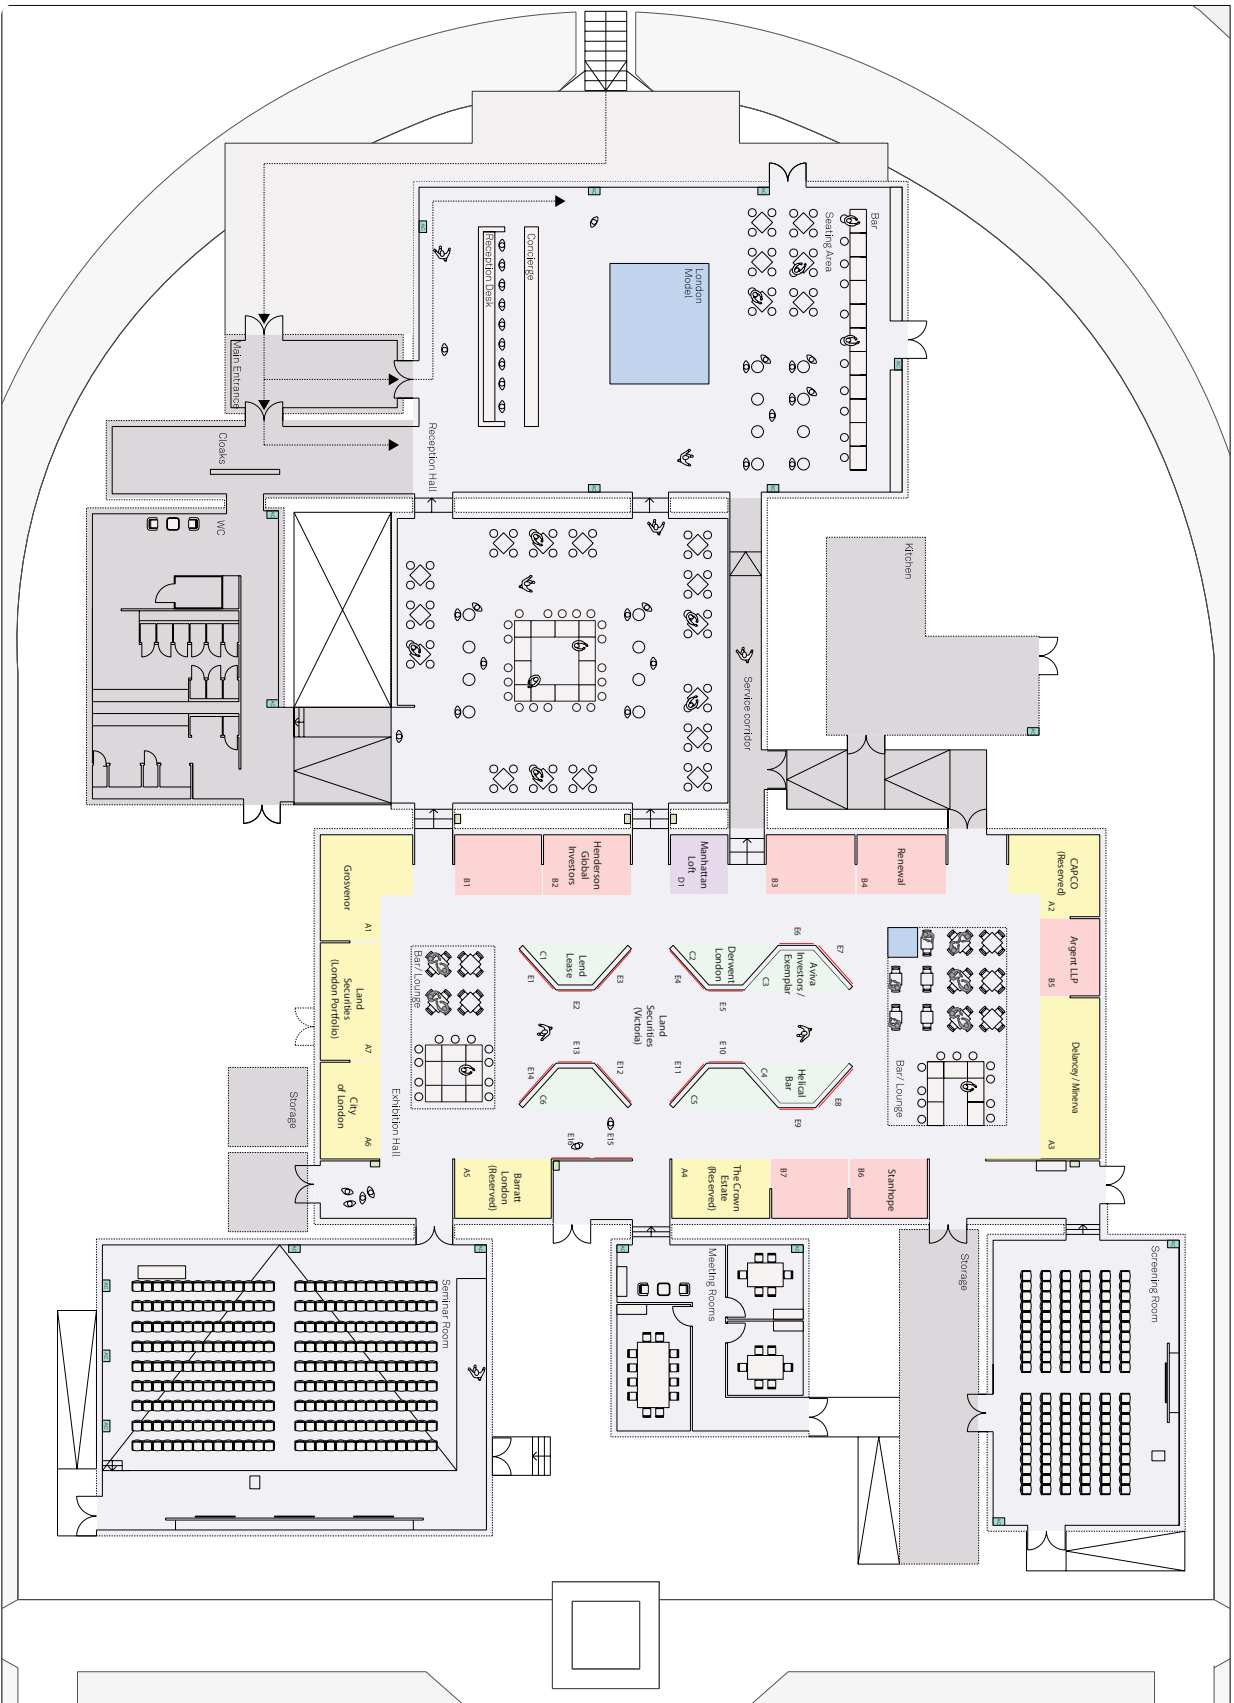 Bar
Seating Area
London
Model
Concierge
Reception Desk
Main Entrance
Reception Hall
Cloaks
WC
Kitchen
Service corridor
Grosvenor
A1
B1
Henderson
Global
Investors
B2
Manhattan
Loft
D1
B3
Renewal
B4
CAPCO
(Reserved)
A2
Argent LLP
B5
Land
Securities
(London Portfolio)
A7
Bar/ Lounge
C1
Lend
Lease
E1
E2
E3
E4
C2
Derwent
London
E5
C3
Aviva
Investors /
Exemplar
E6
E7
Land
Securities
(Victoria)
Delancey / Minerva
A3
Bar/ Lounge
City
of London
A6
Exhibition Hall
Storage
E14
E13
E12
C6
E11
E10
C5
C4
Helical
Bar
E8
E9
E15
E16
Barratt
London
(Reserved)
A5
The Crown
Estate
(Reserved)
A4
B7
Stanhope
B6
Seminar Room
Meeting Rooms
Storage
Screening Room